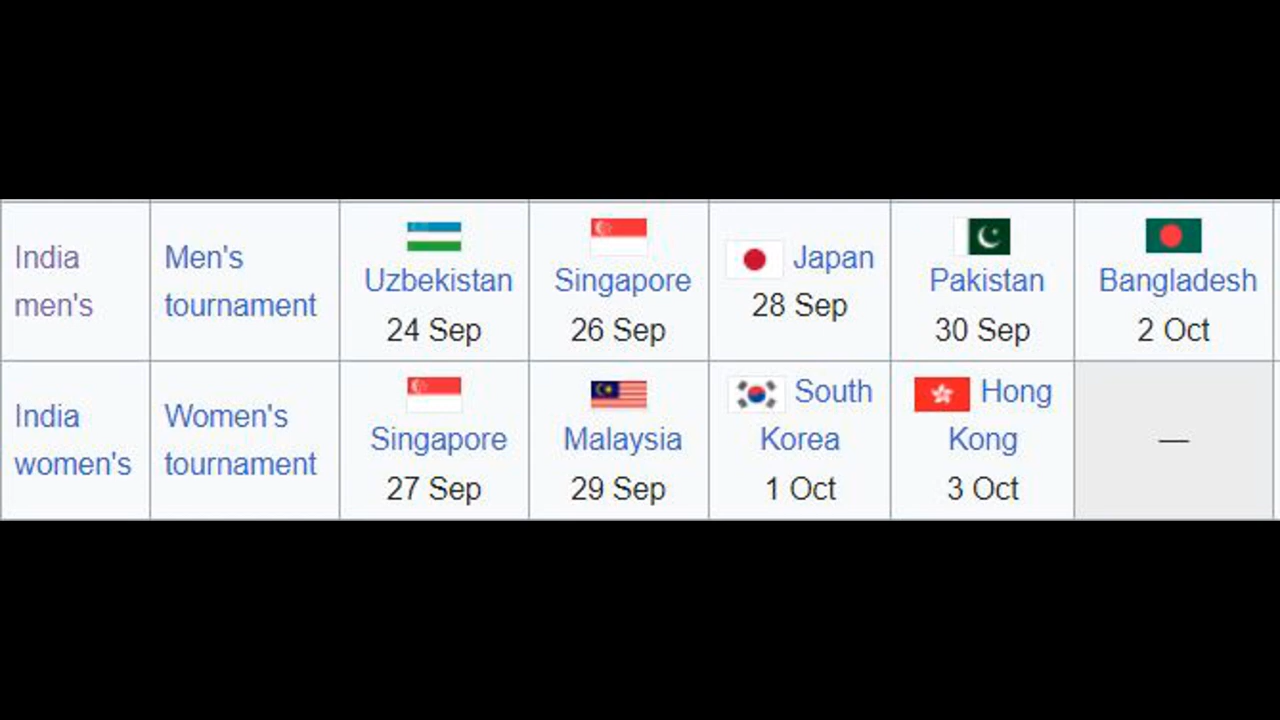 India
men's
Men's
tournament
Uzbekistan
24 Sep
Singapore
26 Sep
Japan
28 Sep
Pakistan
30 Sep
Bangladesh
2 Oct
India
women's
Women's
tournament
Singapore
27 Sep
Malaysia
29 Sep
South
Korea
1 Oct
Hong
Kong
3 Oct
—